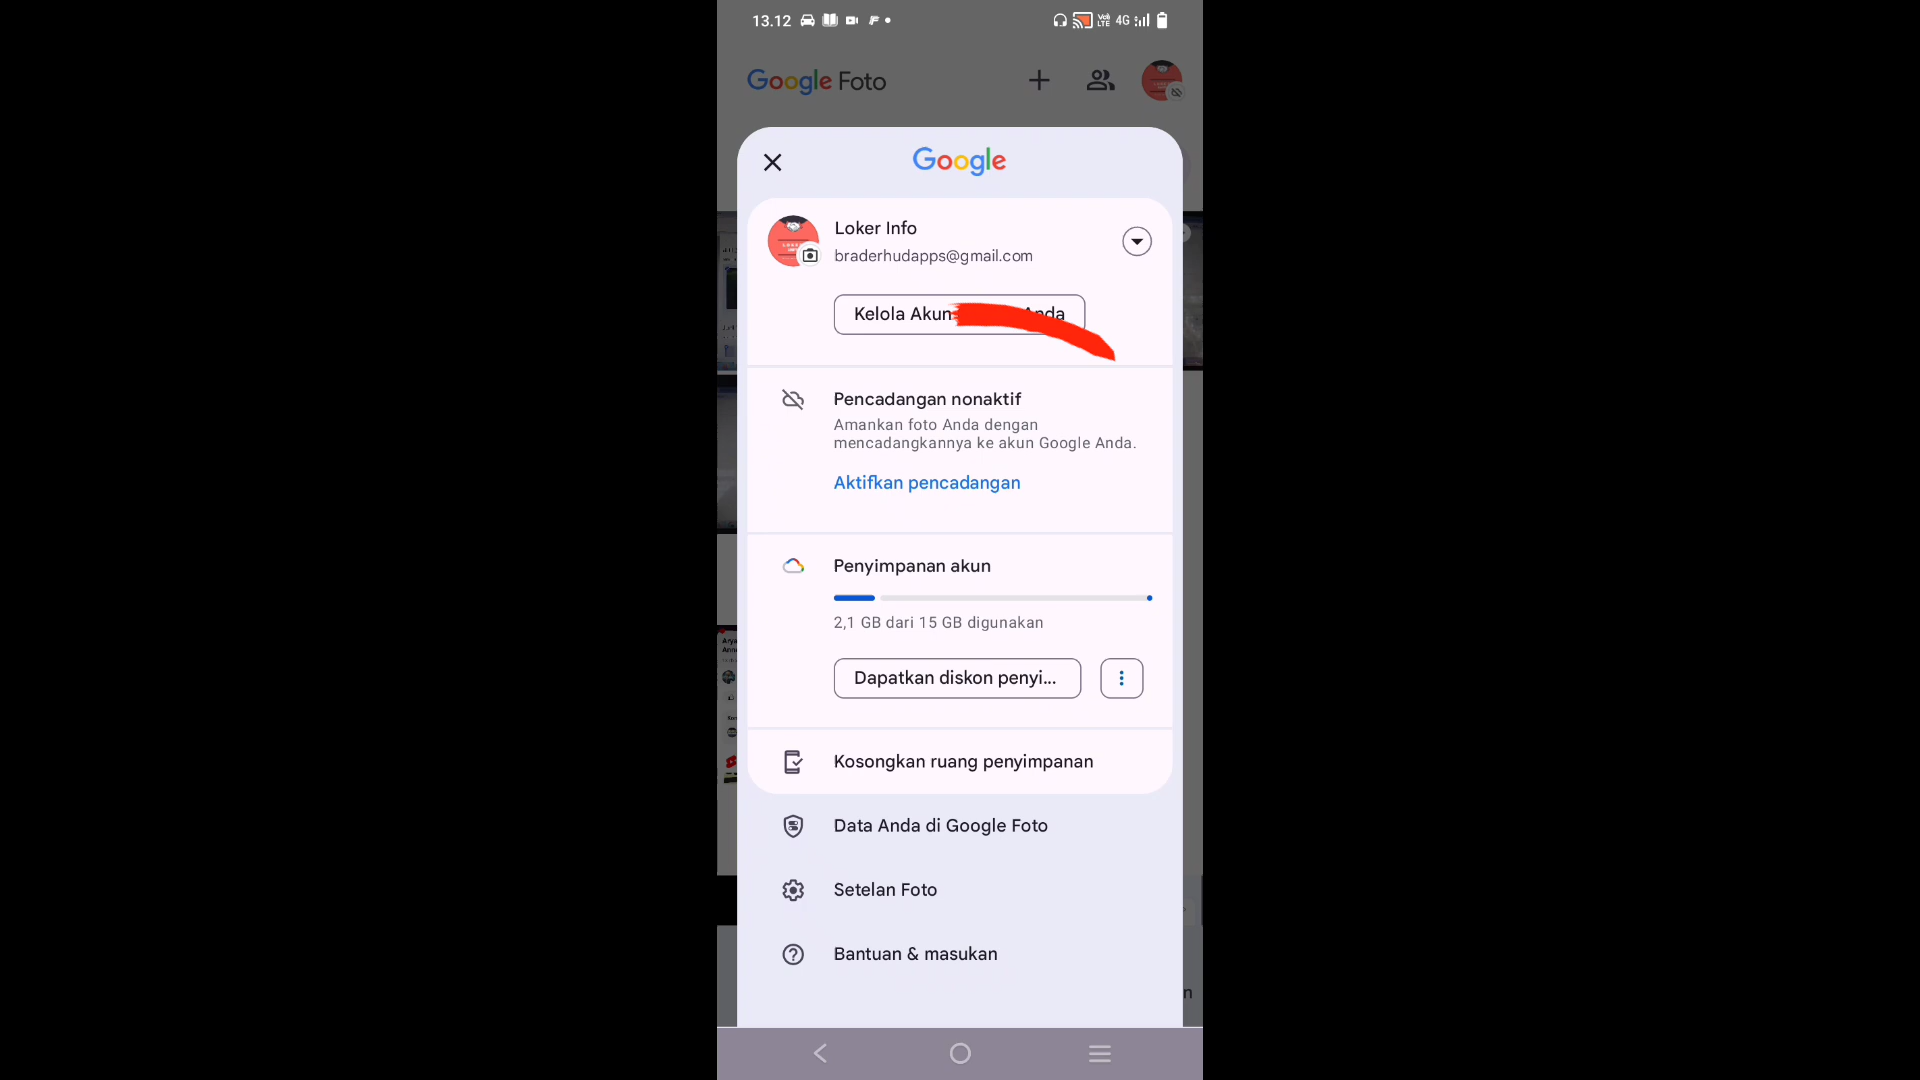 13.12
4G
Google Foto
Google
Loker Info
braderhudapps@gmail.com
Kelola Akun Anda
Pencadangan nonaktif
Amankan foto Anda dengan
mencadangkannya ke akun Google Anda.
Aktifkan pencadangan
Penyimpanan akun
2,1 GB dari 15 GB digunakan
Dapatkan diskon penyi...
Kosongkan ruang penyimpanan
Data Anda di Google Foto
Setelan Foto
Bantuan & masukan